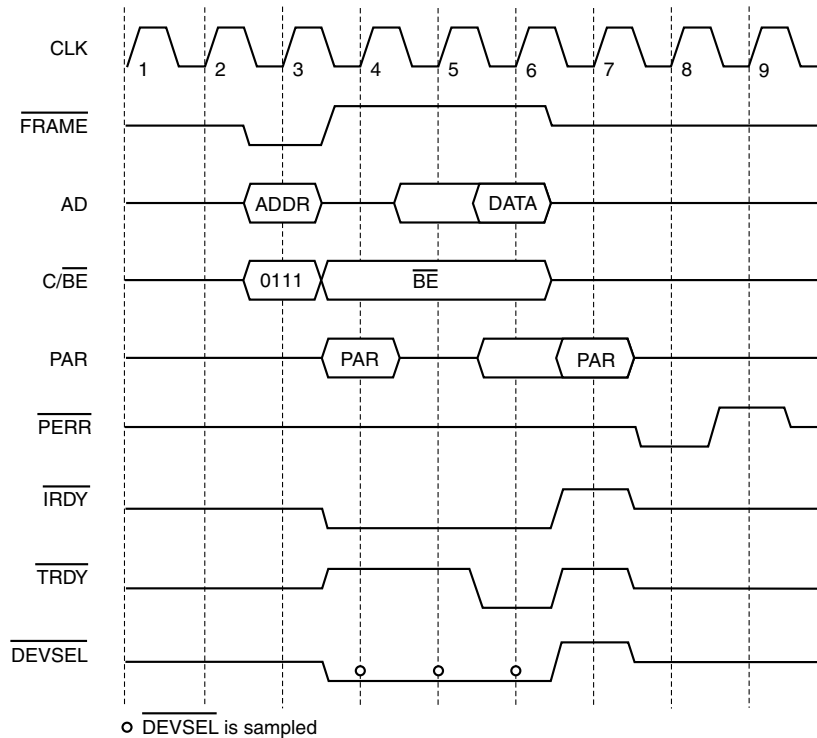 CLK
1 2 3 4 5 6 7 8 9
FRAME
AD ADDR DATA
C/BE 0111 BE
PAR PAR PAR
PERR
IRDY
TRDY
DEVSEL
DEVSEL is sampled